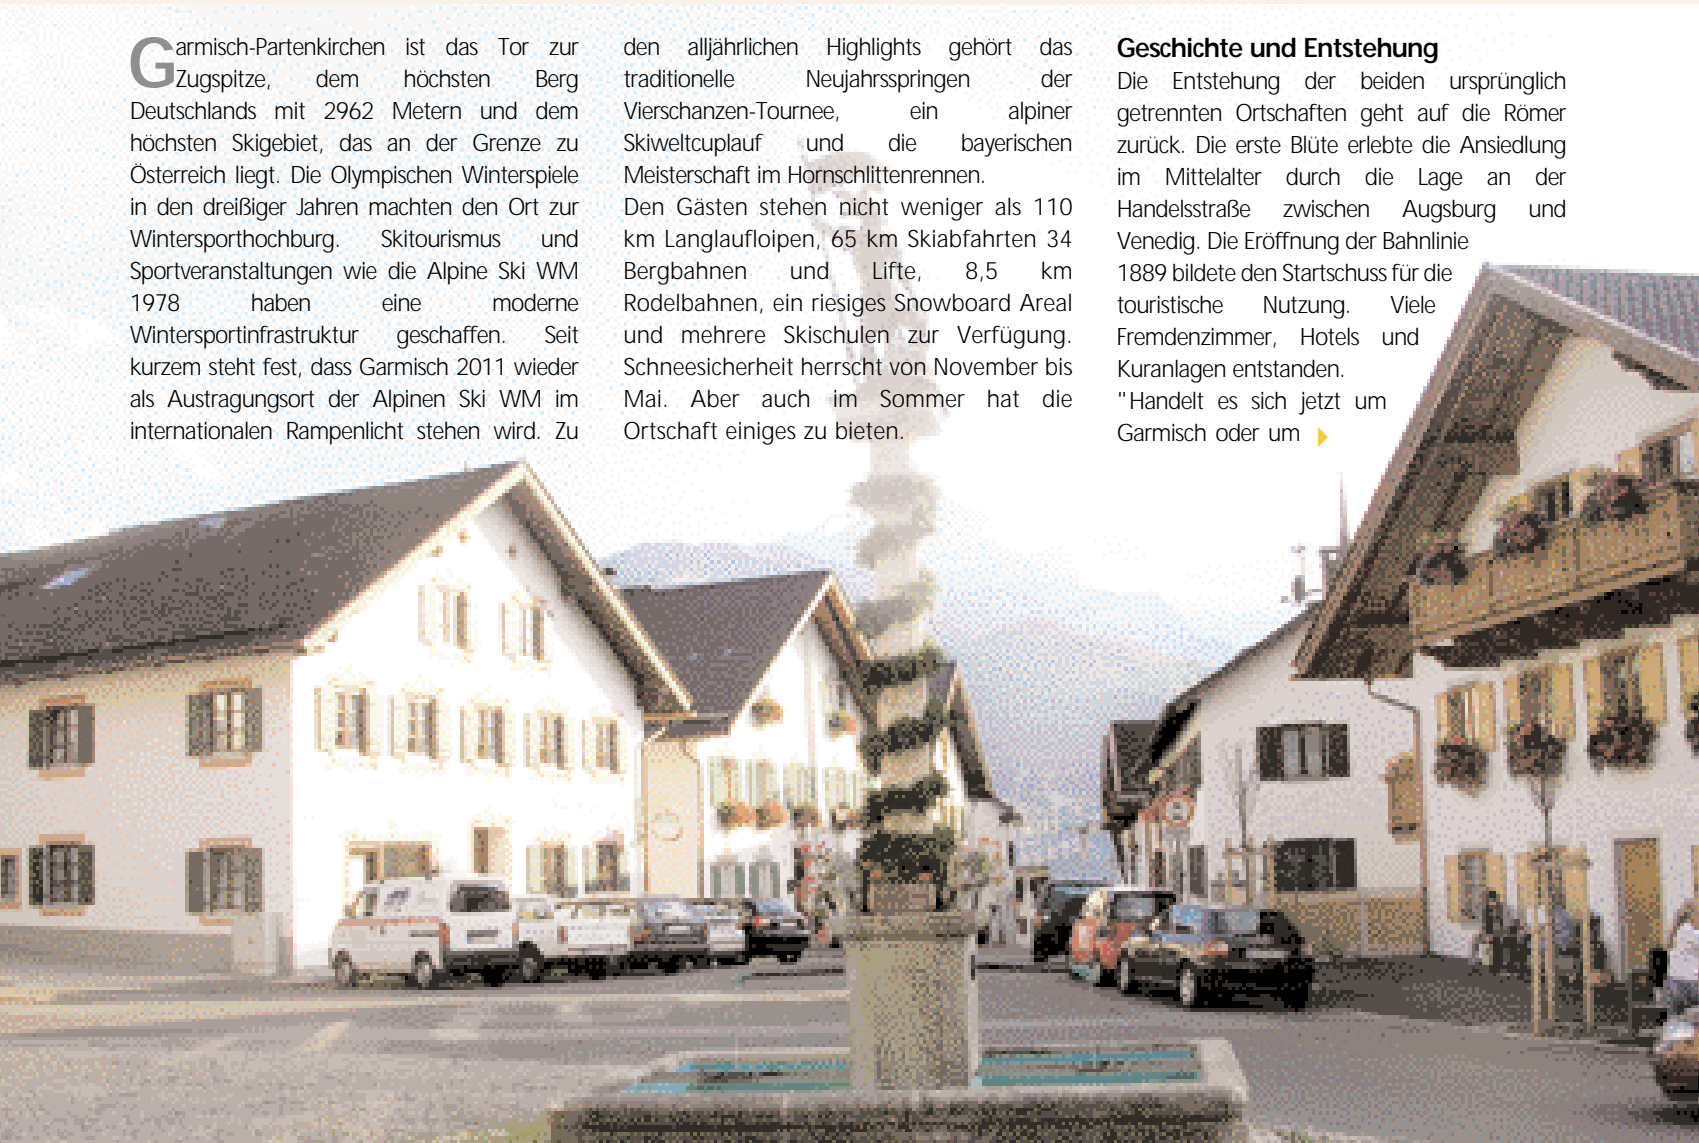 Garmisch-Partenkirchen ist das Tor zur
Zugspitze, dem höchsten Berg
Deutschlands mit 2962 Metern und dem
höchsten Skigebiet, das an der Grenze zu
Österreich liegt. Die Olympischen Winterspiele
in den dreißiger Jahren machten den Ort zur
Wintersporthochburg. Skitourismus und
Sportveranstaltungen wie die Alpine Ski WM
1978 haben eine moderne
Wintersportinfrastruktur geschaffen. Seit
kurzem steht fest, dass Garmisch 2011 wieder
als Austragungsort der Alpinen Ski WM im
internationalen Rampenlicht stehen wird. Zu
den alljährlichen Highlights gehört das
traditionelle Neujahrsspringen der
Vierschanzen-Tournee, ein alpiner
Skiweltcuplauf und die bayerischen
Meisterschaft im Hornschlittenrennen.
Den Gästen stehen nicht weniger als 110
km Langlaufloipen, 65 km Skiabfahrten 34
Bergbahnen und Lifte, 8,5 km
Rodelbahnen, ein riesiges Snowboard Areal
und mehrere Skischulen zur Verfügung.
Schneesicherheit herrscht von November bis
Mai. Aber auch im Sommer hat die
Ortschaft einiges zu bieten.
Geschichte und Entstehung
Die Entstehung der beiden ursprünglich
getrennten Ortschaften geht auf die Römer
zurück. Die erste Blüte erlebte die Ansiedlung
im Mittelalter durch die Lage an der
Handelsstraße zwischen Augsburg und
Venedig. Die Eröffnung der Bahnlinie
1889 bildete den Startschuss für die
touristische Nutzung. Viele
Fremdenzimmer, Hotels und
Kuranlagen entstanden.
"Handelt es sich jetzt um
Garmisch oder um